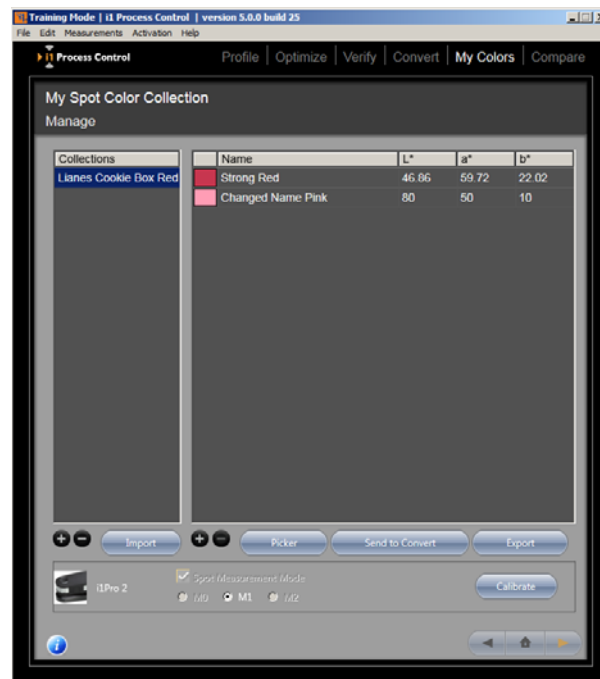 Training Mode | i1 Process Control | version 5.0.0 build 25
File Edit Measurements Activation Help
i1 Process Control Profile | Optimize | Verify | Convert | My Colors | Compare
My Spot Color Collection
Manage
Collections Name L* a* b*
Lianes Cookie Box Red Strong Red 46.86 59.72 22.02
Changed Name Pink 80 50 10
Import Picker Send to Convert Export
i1Pro 2 Spot Measurement Mode Calibrate
M0 M1 M2